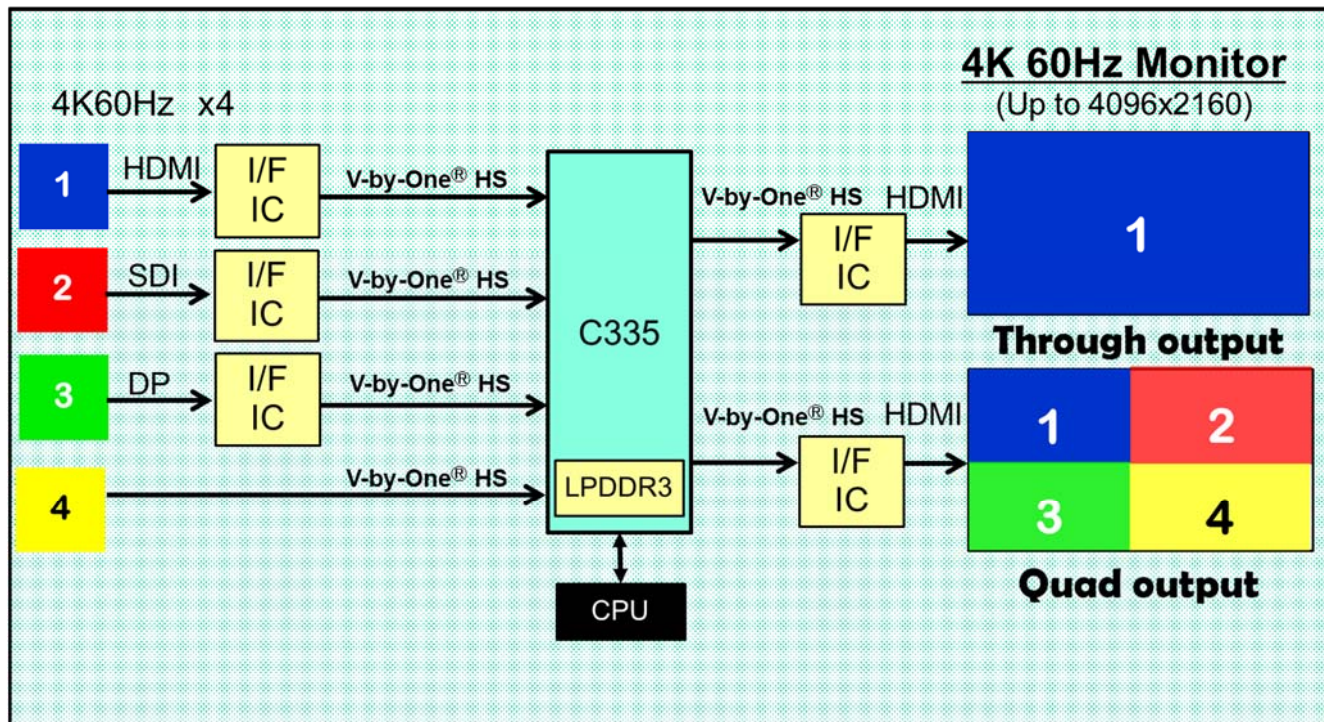 4K 60Hz Monitor
(Up to 4096x2160)
4K60Hz x4
1
HDMI
I/F
IC
V-by-One® HS
2
SDI
I/F
IC
V-by-One® HS
3
DP
I/F
IC
V-by-One® HS
4
V-by-One® HS
C335
LPDDR3
CPU
V-by-One® HS
HDMI
I/F
IC
1
Through output
V-by-One® HS
HDMI
I/F
IC
1
2
3
4
Quad output